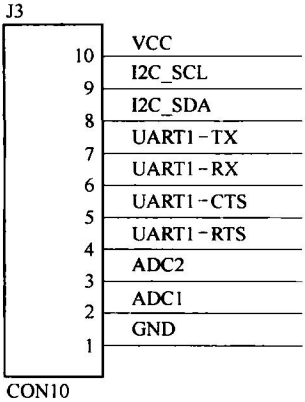 J3
10 VCC
9 I2C_SCL
8 I2C_SDA
7 UART1-TX
6 UART1-RX
5 UART1-CTS
4 UART1-RTS
3 ADC2
2 ADC1
1 GND
CON10